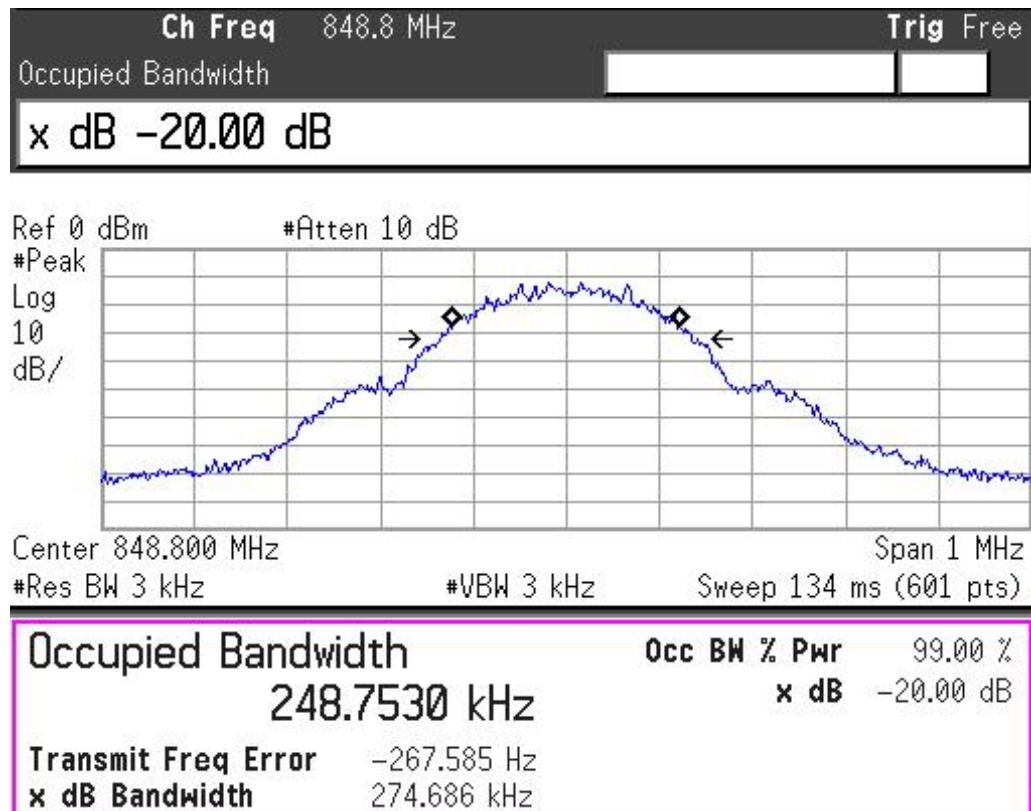 Ch Freq 848.8 MHz Trig Free
Occupied Bandwidth
x dB -20.00 dB
Ref 0 dBm #Atten 10 dB
#Peak
Log
10
dB/
Center 848.800 MHz Span 1 MHz
#Res BW 3 kHz #VBW 3 kHz Sweep 134 ms (601 pts)
Occupied Bandwidth Occ BW % Pwr 99.00 %
248.7530 kHz x dB -20.00 dB
Transmit Freq Error -267.585 Hz
x dB Bandwidth 274.686 kHz